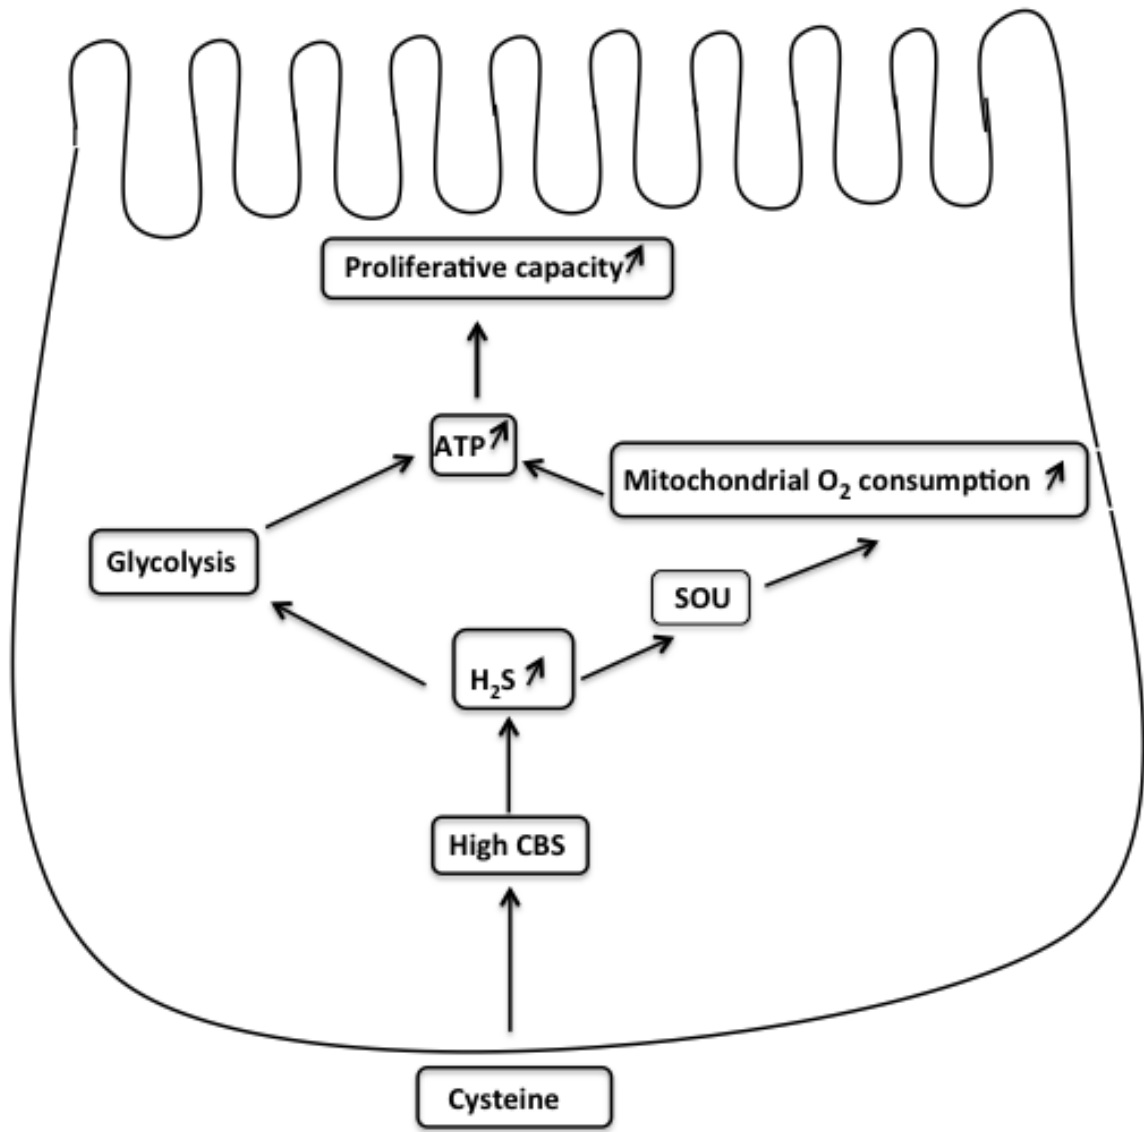 Proliferative capacity↗
ATP↗
Mitochondrial O₂ consumption ↗
Glycolysis
SOU
H₂S ↗
High CBS
Cysteine